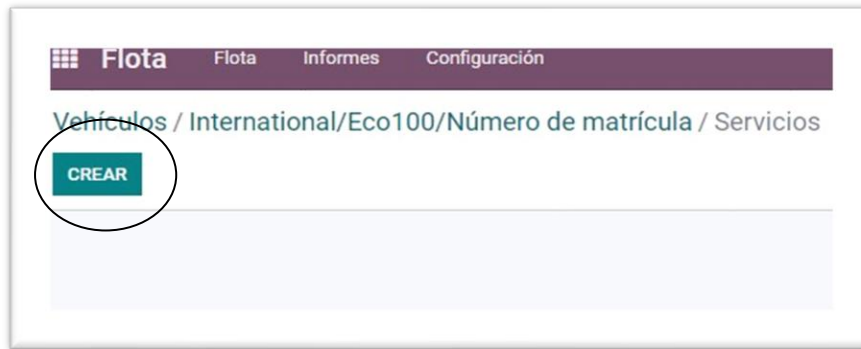 Flota Flota Informes Configuración
Vehículos / International/Eco100/Número de matrícula / Servicios
CREAR